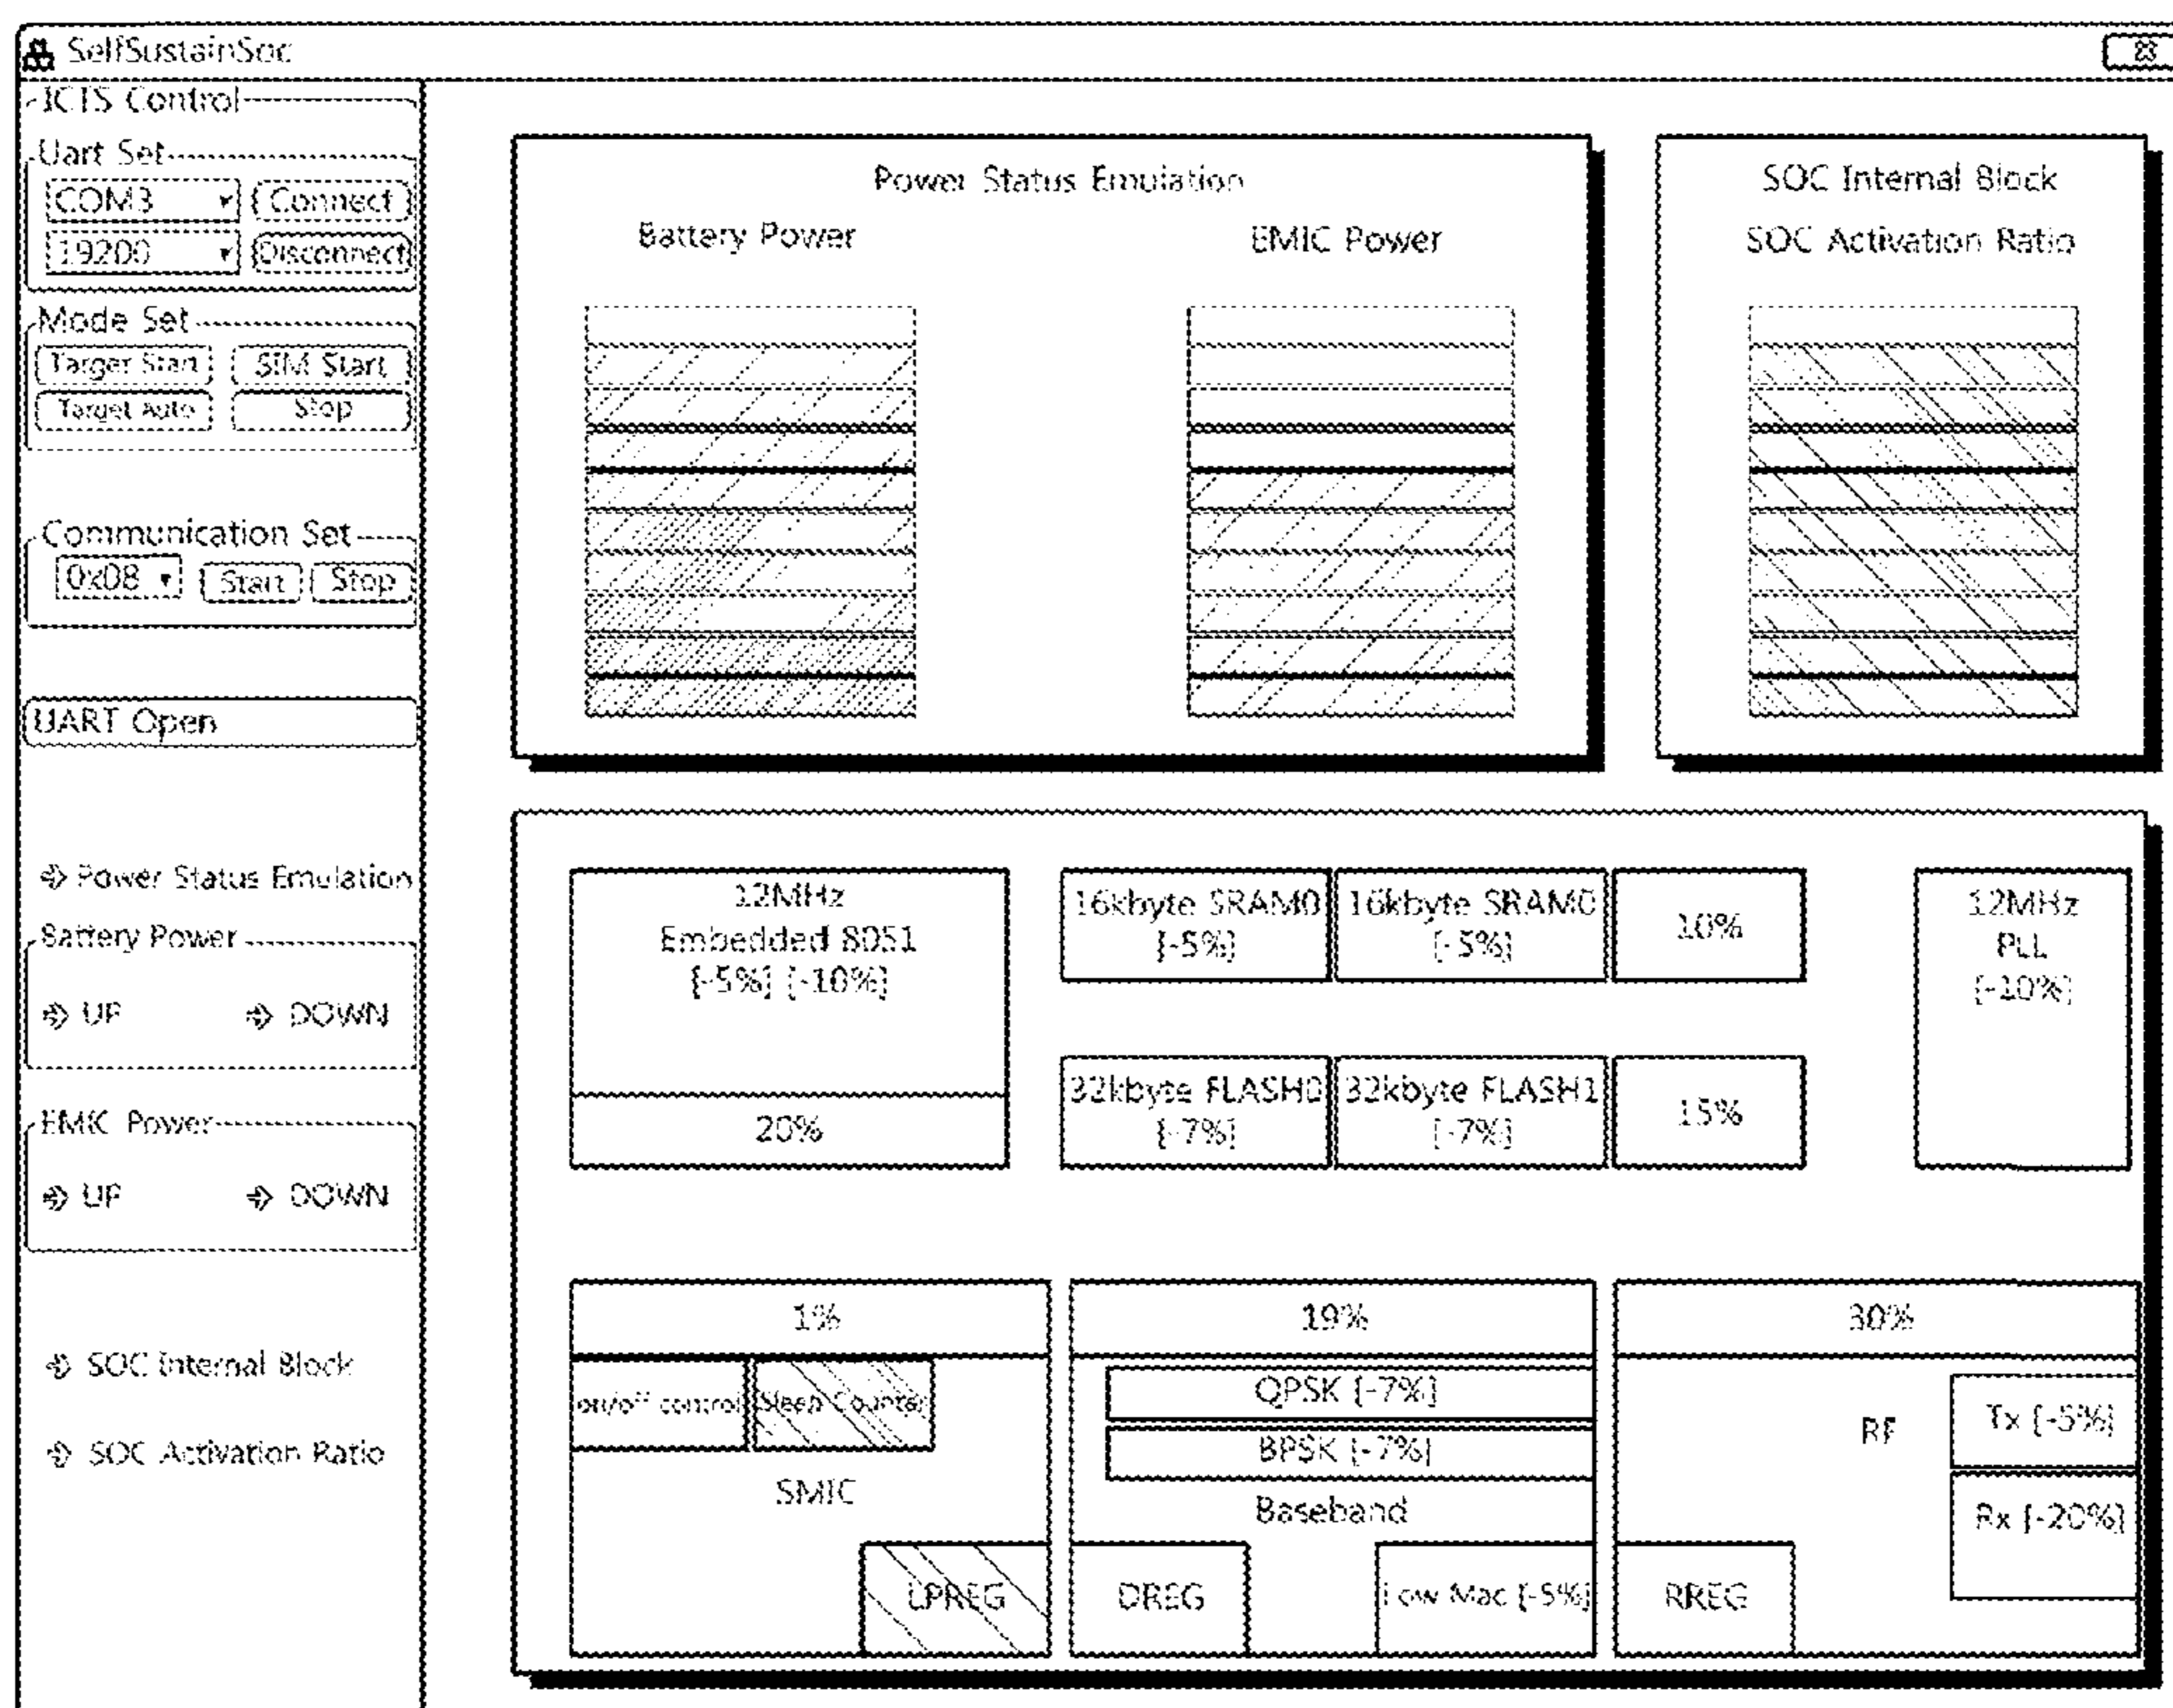 SelfSustainSoc
ICTS Control
Uart Set
COM3 Connect
19200 Disconnect
Mode Set
Targer Start SIM Start
Target Auto Stop
Communication Set
0x08 Start Stop
UART Open
Power Status Emulation
Battery Power
UP DOWN
EMIC Power
UP DOWN
SOC Internal Block
SOC Activation Ratio
Power Status Emulation
Battery Power EMIC Power
SOC Internal Block
SOC Activation Ratio
12MHz
Embedded 8051
[-5%] [-10%]
20%
16kbyte SRAM0
[-5%]
16kbyte SRAM0
[-5%]
10%
32kbyte FLASH0
[-7%]
32kbyte FLASH1
[-7%]
15%
12MHz
PLL
[-10%]
1%
on/off control
Sleep Counter
SMIC
LPREG
19%
QPSK [-7%]
BPSK [-7%]
Baseband
DREG
Low Mac [-5%]
30%
RF
Tx [-5%]
Rx [-20%]
RREG